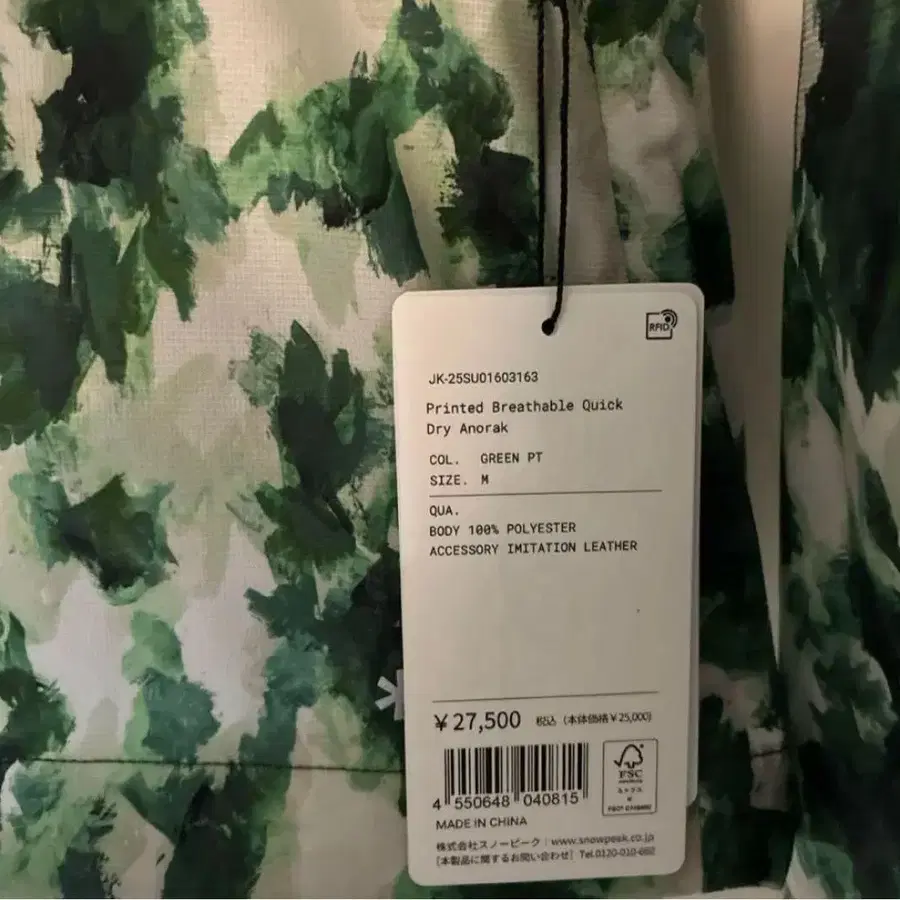 RFID
JK-25SU01603163
Printed Breathable Quick
Dry Anorak
COL. GREEN PT
SIZE. M
QUA.
BODY 100% POLYESTER
ACCESSORY IMITATION LEATHER
¥27,500 税込 (本体価格¥25,000)
4 550648 040815
FSC
MADE IN CHINA
株式会社スノーピーク | www.snowpeak.co.jp
[本製品に関するお問い合わせ] Tel.0120-010-660